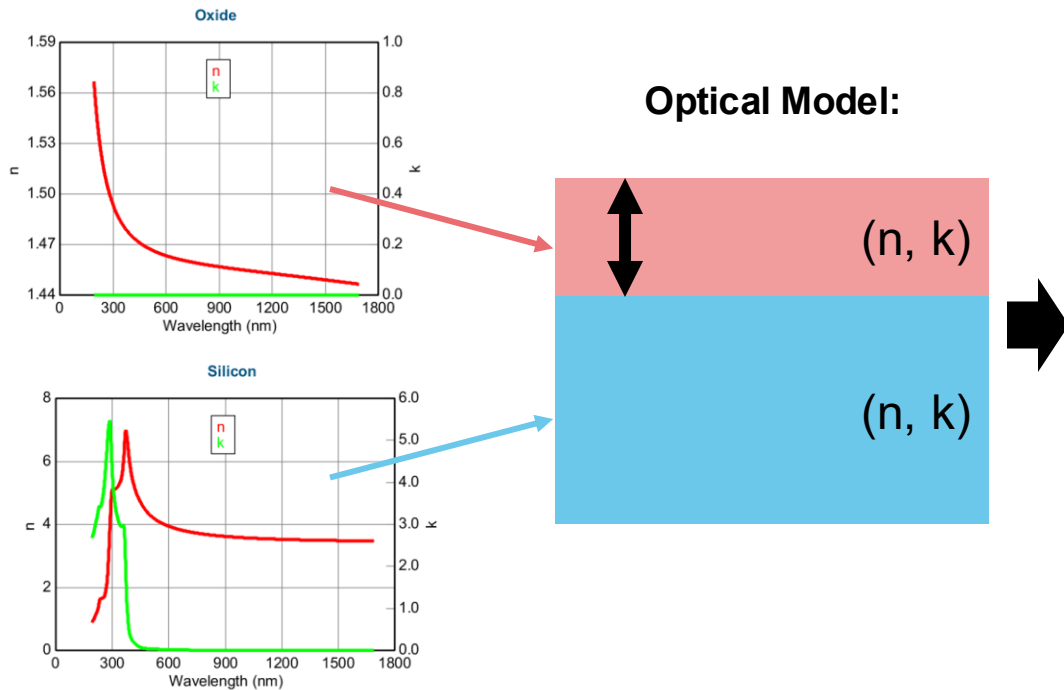 Oxide
1.59
1.56
1.53
1.50
1.47
1.44
n
1.0
0.8
0.6
0.4
0.2
0.0
k
n
k
0 300 600 900 1200 1500 1800
Wavelength (nm)
Optical Model:
(n, k)
(n, k)
Silicon
8
6
4
2
0
n
6.0
5.0
4.0
3.0
2.0
1.0
0.0
k
n
k
0 300 600 900 1200 1500 1800
Wavelength (nm)